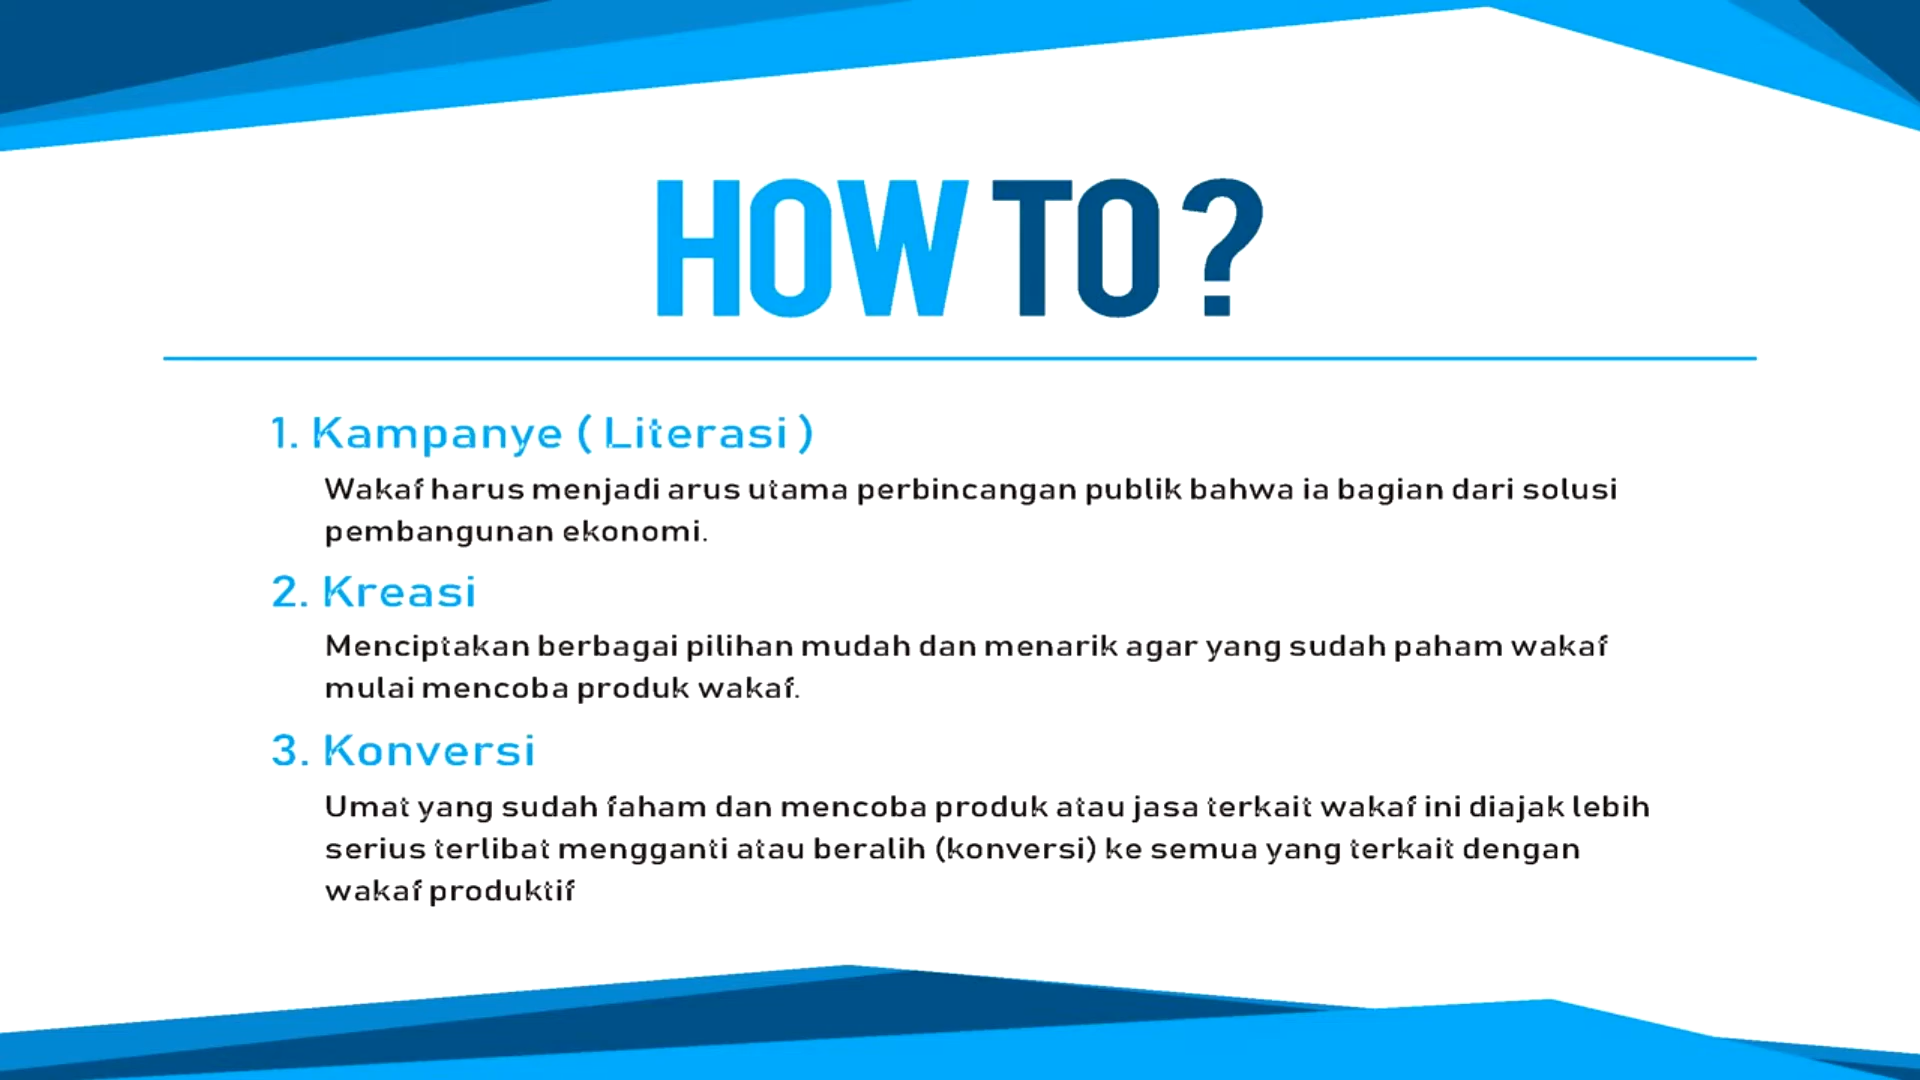 HOW TO ?
1. Kampanye ( Literasi )
Wakaf harus menjadi arus utama perbincangan publik bahwa ia bagian dari solusi
pembangunan ekonomi.
2. Kreasi
Menciptakan berbagai pilihan mudah dan menarik agar yang sudah paham wakaf
mulai mencoba produk wakaf.
3. Konversi
Umat yang sudah faham dan mencoba produk atau jasa terkait wakaf ini diajak lebih
serius terlibat mengganti atau beralih (konversi) ke semua yang terkait dengan
wakaf produktif